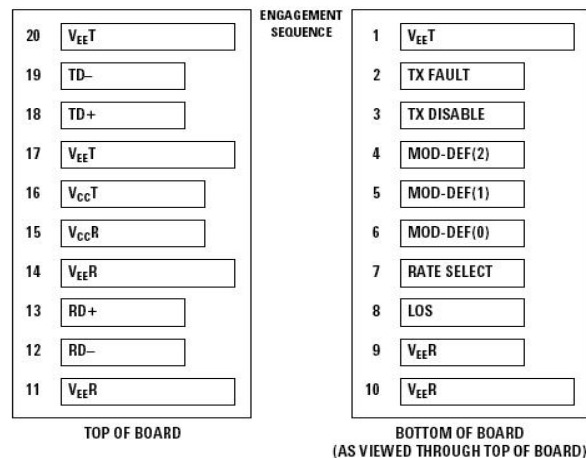 ENGAGEMENT
SEQUENCE
20 VEET
19 TD–
18 TD+
17 VEET
16 VCCT
15 VCCR
14 VEER
13 RD+
12 RD–
11 VEER
TOP OF BOARD
1 VEET
2 TX FAULT
3 TX DISABLE
4 MOD-DEF(2)
5 MOD-DEF(1)
6 MOD-DEF(0)
7 RATE SELECT
8 LOS
9 VEER
10 VEER
BOTTOM OF BOARD
(AS VIEWED THROUGH TOP OF BOARD)